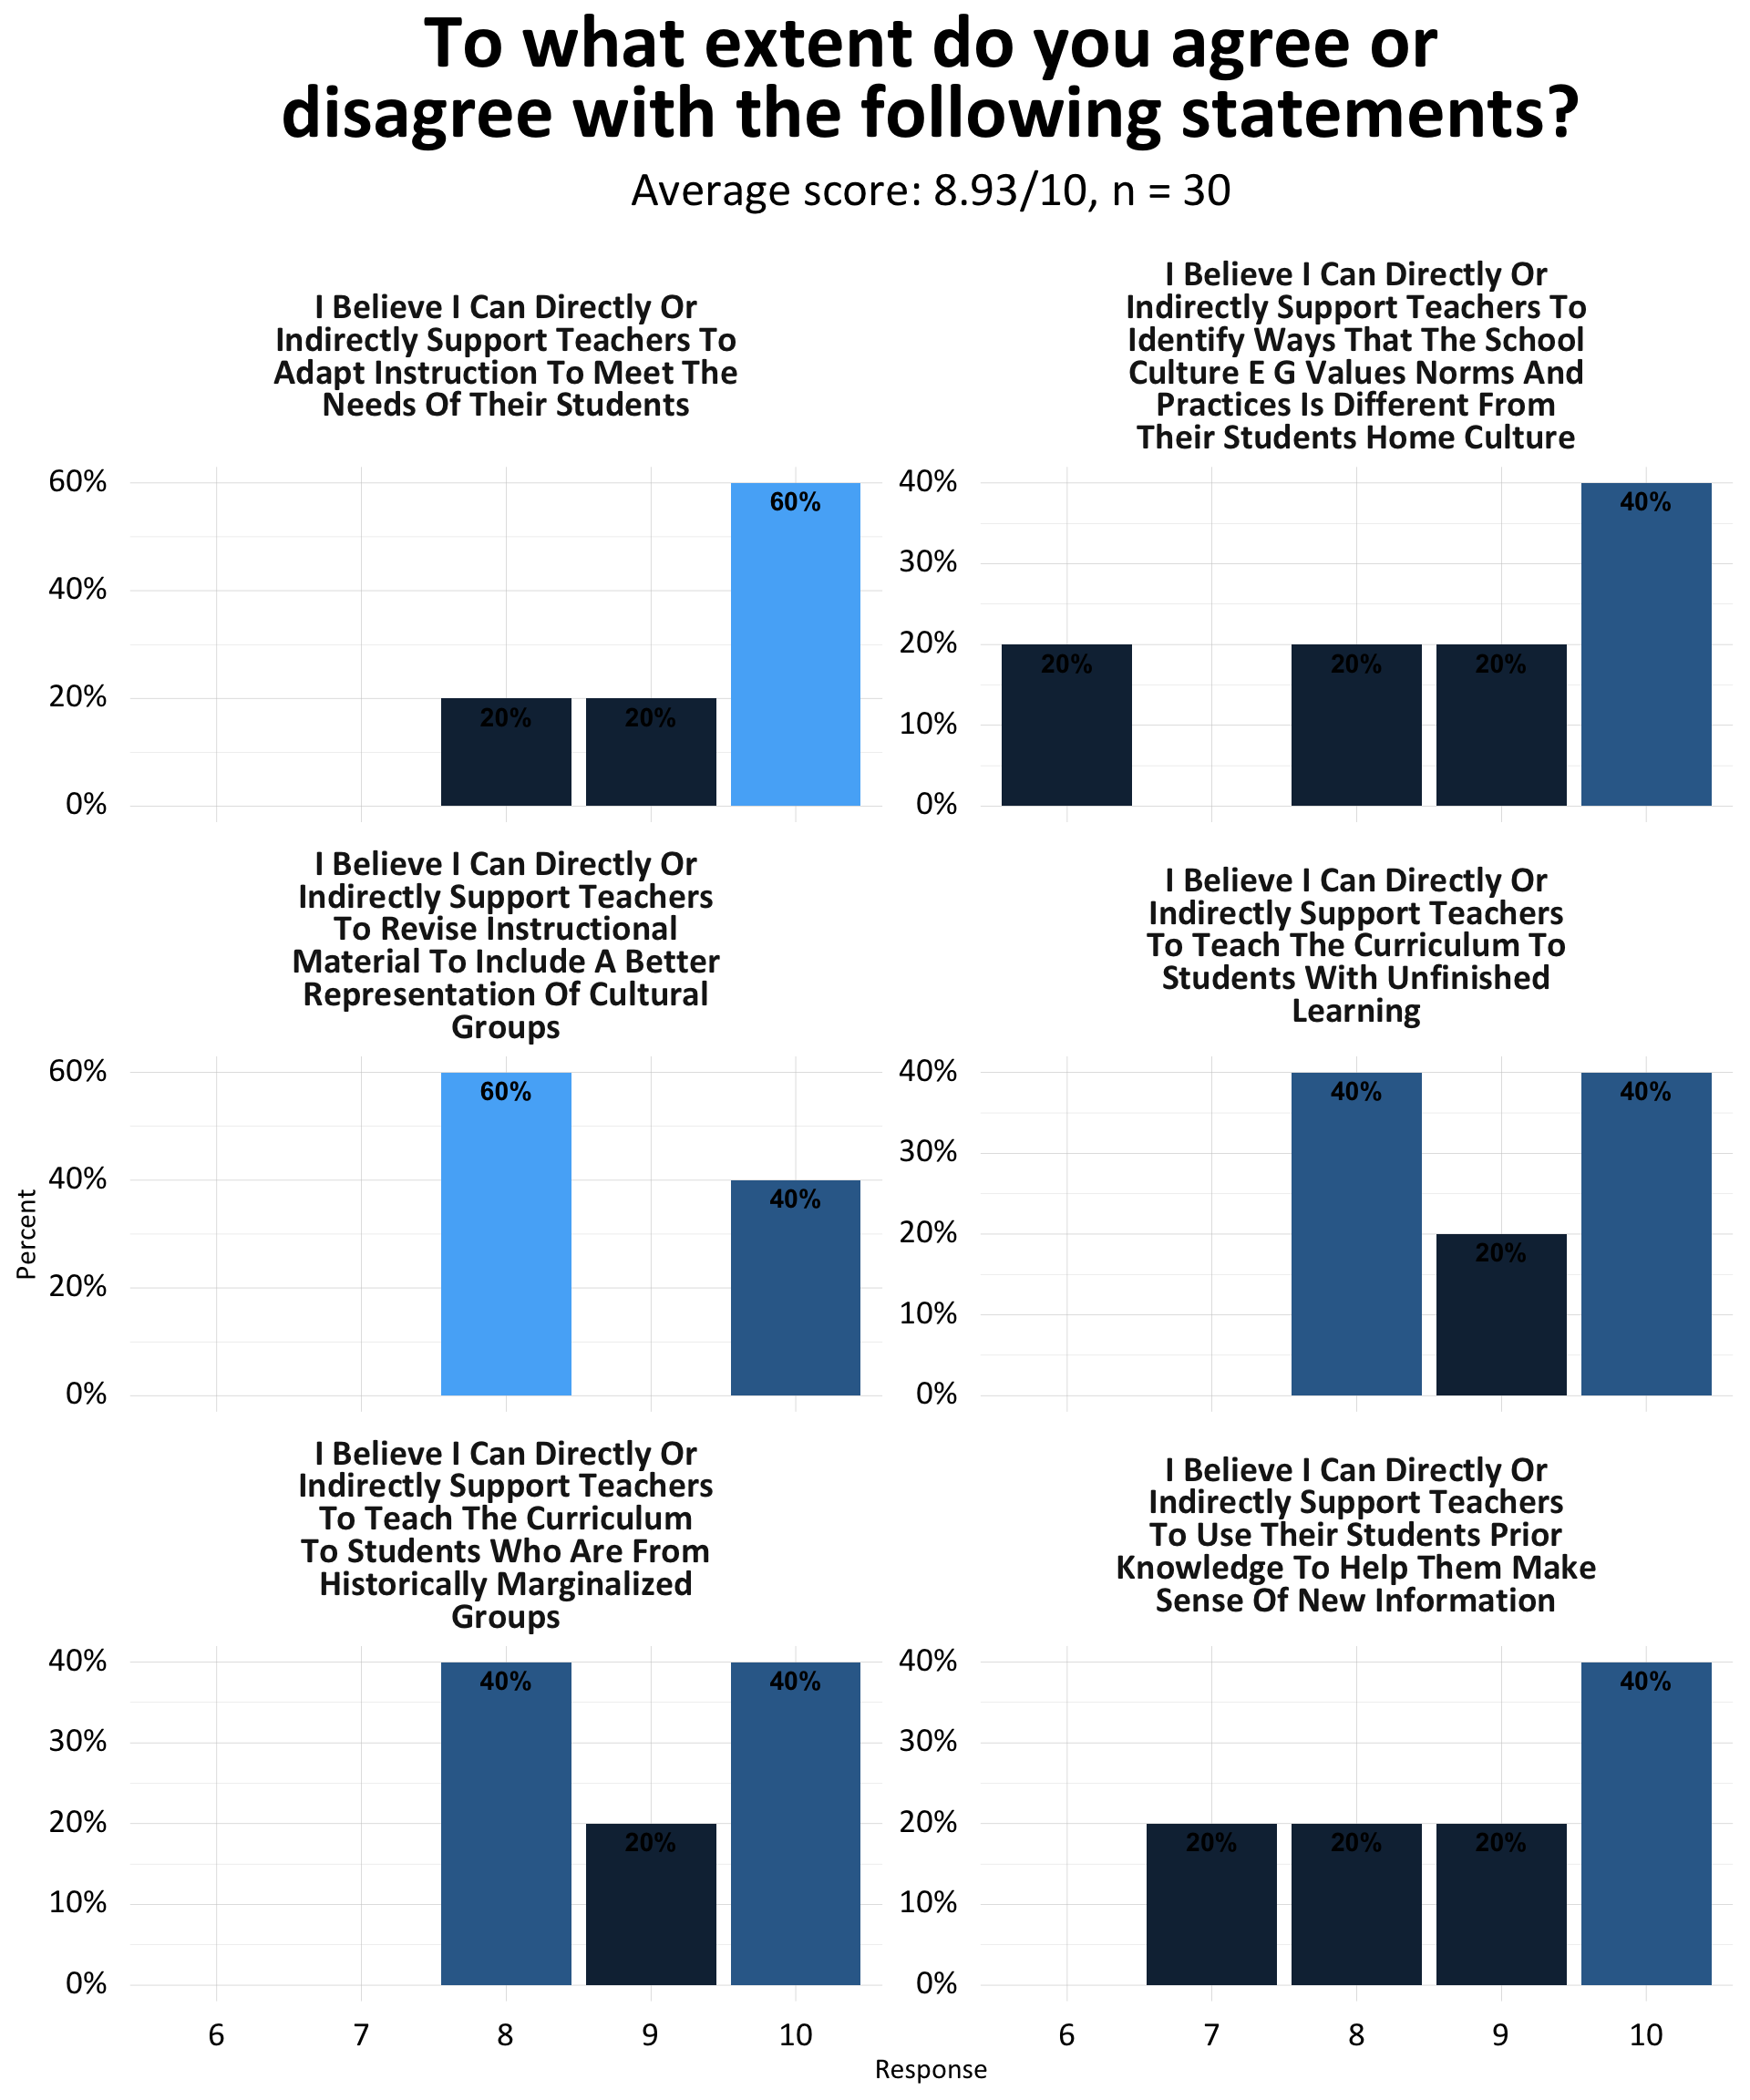 To what extent do you agree or
disagree with the following statements?
Average score: 8.93/10, n = 30
I Believe I Can Directly Or
Indirectly Support Teachers To
Adapt Instruction To Meet The
Needs Of Their Students
60%
40%
20%
0%
20%
20%
60%
I Believe I Can Directly Or
Indirectly Support Teachers To
Identify Ways That The School
Culture E G Values Norms And
Practices Is Different From
Their Students Home Culture
40%
30%
20%
10%
0%
20%
20%
20%
40%
I Believe I Can Directly Or
Indirectly Support Teachers
To Revise Instructional
Material To Include A Better
Representation Of Cultural
Groups
60%
40%
20%
0%
60%
40%
I Believe I Can Directly Or
Indirectly Support Teachers
To Teach The Curriculum To
Students With Unfinished
Learning
40%
30%
20%
10%
0%
40%
20%
40%
I Believe I Can Directly Or
Indirectly Support Teachers
To Teach The Curriculum
To Students Who Are From
Historically Marginalized
Groups
40%
30%
20%
10%
0%
40%
20%
40%
6 7 8 9 10
I Believe I Can Directly Or
Indirectly Support Teachers
To Use Their Students Prior
Knowledge To Help Them Make
Sense Of New Information
40%
30%
20%
10%
0%
20%
20%
20%
40%
6 7 8 9 10
Percent
Response